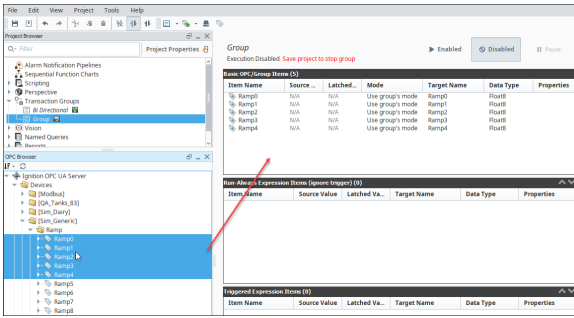 File Edit View Project Tools Help
Project Browser
Filter
Project Properties
Alarm Notification Pipelines
Sequential Function Charts
Scripting
Perspective
Transaction Groups
Bi Directional
Group
Vision
Named Queries
Reports
OPC Browser
Ignition OPC UA Server
Devices
[Modbus]
[QA_Tanks_83]
[Sim_Dairy]
[Sim_Generic]
Ramp
Ramp0
Ramp1
Ramp2
Ramp3
Ramp4
Ramp5
Ramp6
Ramp7
Ramp8
Group
Execution Disabled Save project to stop group
Enabled Disabled Pause
Basic OPC/Group Items (5)
Item Name Source ... Latched... Mode Target Name Data Type Properties
Ramp0 N/A N/A Use group's mode Ramp0 Float8
Ramp1 N/A N/A Use group's mode Ramp1 Float8
Ramp2 N/A N/A Use group's mode Ramp2 Float8
Ramp3 N/A N/A Use group's mode Ramp3 Float8
Ramp4 N/A N/A Use group's mode Ramp4 Float8
Run-Always Expression Items (ignore trigger) (0)
Item Name Source Value Latched Va... Target Name Data Type Properties
Triggered Expression Items (0)
Item Name Source Value Latched Va... Target Name Data Type Properties